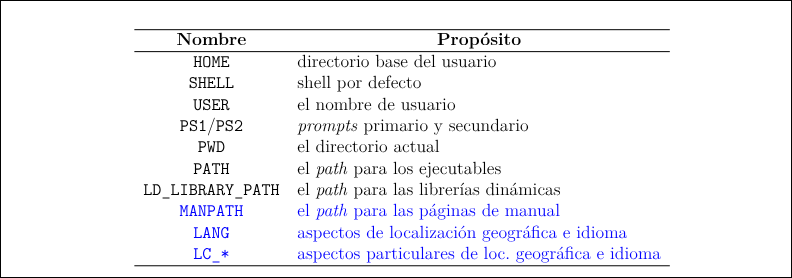 Nombre Propósito
HOME directorio base del usuario
SHELL shell por defecto
USER el nombre de usuario
PS1/PS2 prompts primario y secundario
PWD el directorio actual
PATH el path para los ejecutables
LD_LIBRARY_PATH el path para las librerías dinámicas
MANPATH el path para las páginas de manual
LANG aspectos de localización geográfica e idioma
LC_* aspectos particulares de loc. geográfica e idioma